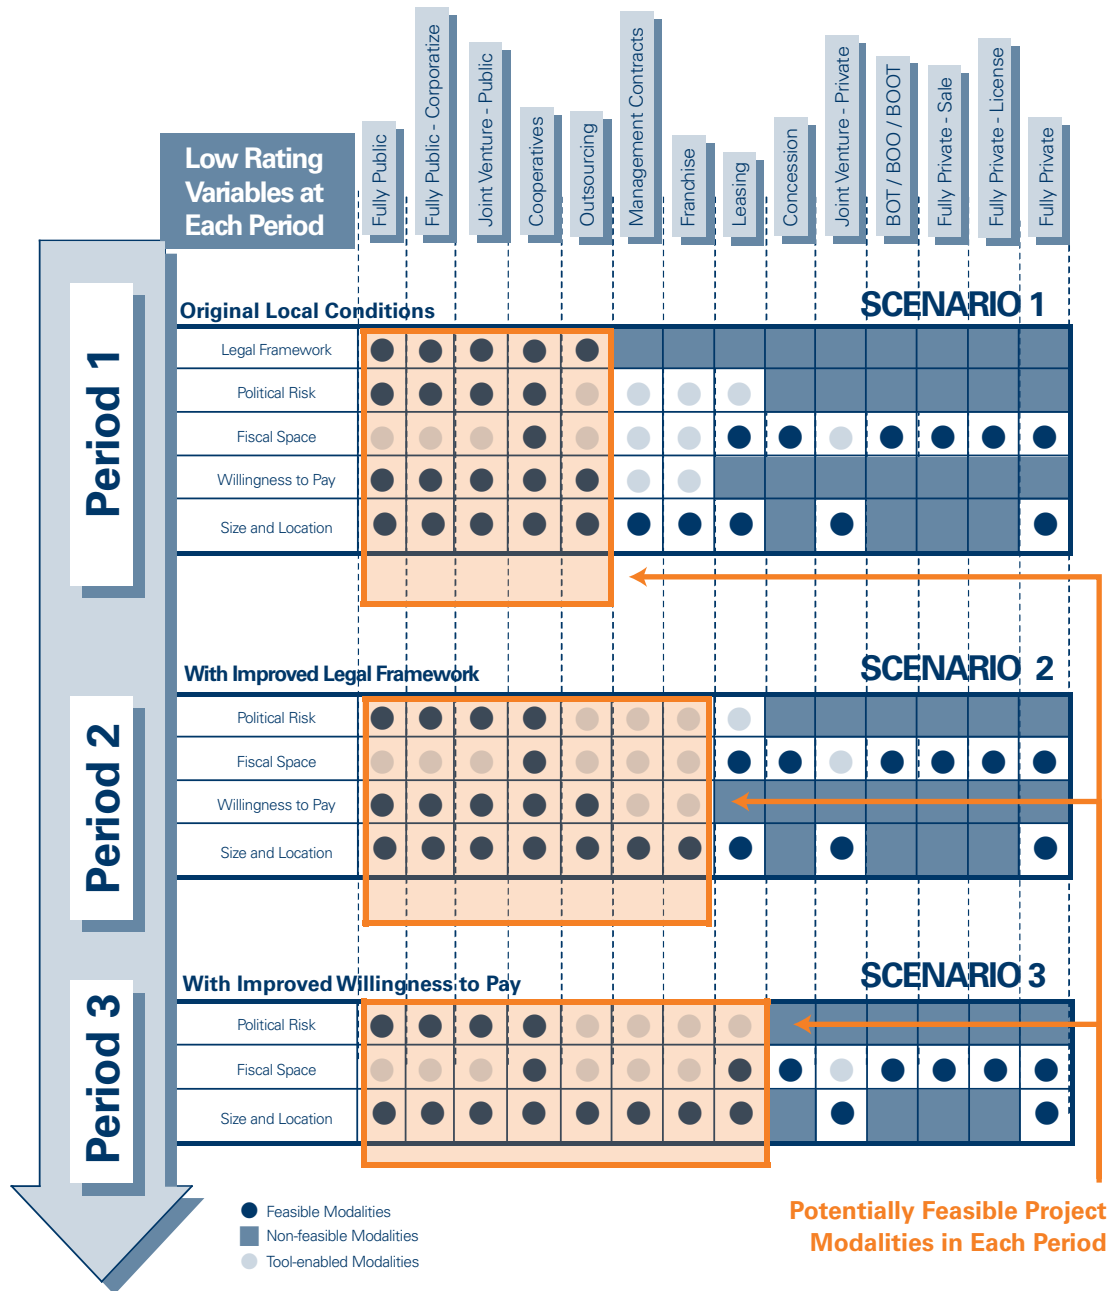 Fully Public
Fully Public - Corporatize
Joint Venture - Public
Cooperatives
Outsourcing
Management Contracts
Franchise
Leasing
Concession
Joint Venture - Private
BOT / BOO / BOOT
Fully Private - Sale
Fully Private - License
Fully Private
Low Rating
Variables at
Each Period
Period 1
Original Local Conditions
SCENARIO 1
Legal Framework
Political Risk
Fiscal Space
Willingness to Pay
Size and Location
Period 2
With Improved Legal Framework
SCENARIO 2
Political Risk
Fiscal Space
Willingness to Pay
Size and Location
Period 3
With Improved Willingness to Pay
SCENARIO 3
Political Risk
Fiscal Space
Size and Location
Feasible Modalities
Non-feasible Modalities
Tool-enabled Modalities
Potentially Feasible Project
Modalities in Each Period